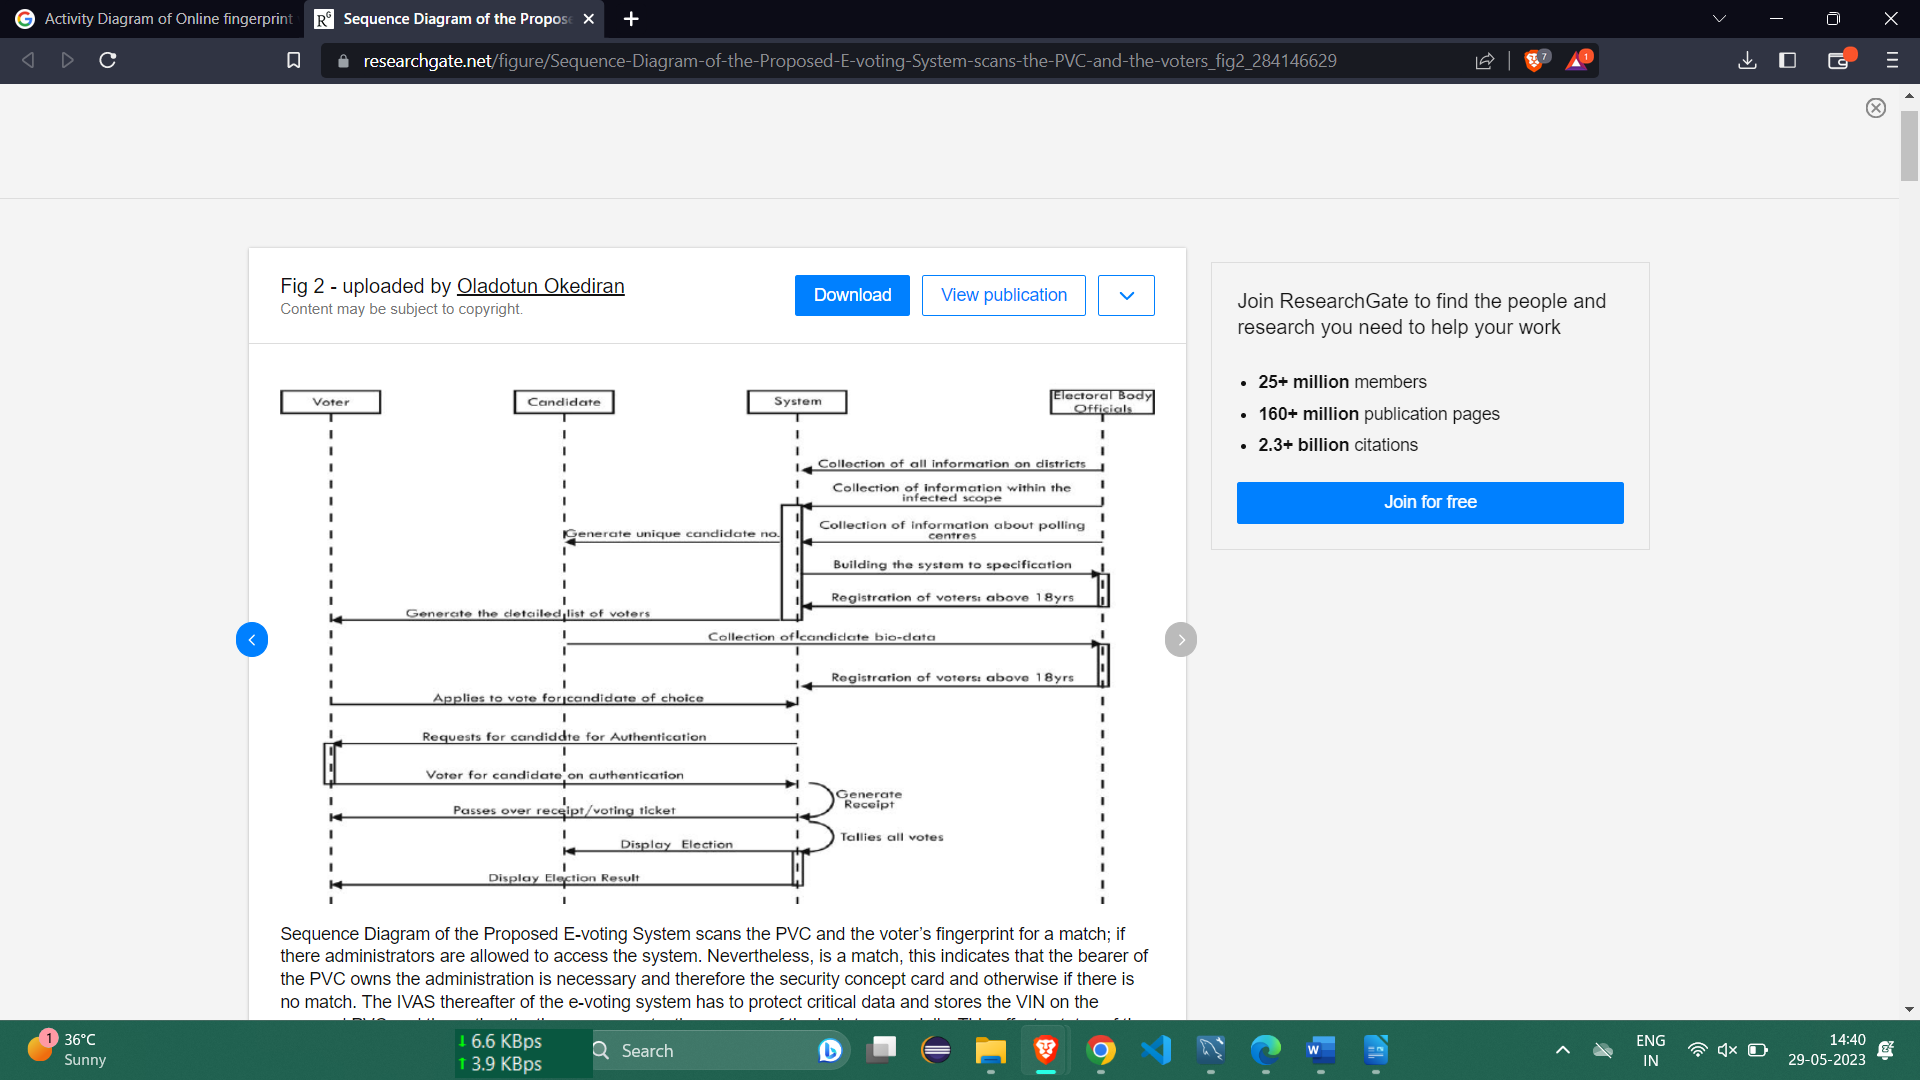 Activity Diagram of Online fingerprint
Sequence Diagram of the Propos
researchgate.net/figure/Sequence-Diagram-of-the-Proposed-E-voting-System-scans-the-PVC-and-the-voters_fig2_284146629
7
1
Fig 2 - uploaded by Oladotun Okediran
Content may be subject to copyright.
Download
View publication
Join ResearchGate to find the people and
research you need to help your work
25+ million members
160+ million publication pages
2.3+ billion citations
Join for free
Voter
Candidate
System
Electoral Body
Officials
Collection of all information on districts
Collection of information within the
infected scope
Generate unique candidate no.
Collection of information about polling
centres
Building the system to specification
Registration of voters: above 18yrs
Generate the detailed list of voters
Collection of candidate bio-data
Registration of voters: above 18yrs
Applies to vote for candidate of choice
Requests for candidate for Authentication
Voter for candidate on authentication
Generate
Receipt
Passes over receipt/voting ticket
Tallies all votes
Display Election
Display Election Result
Sequence Diagram of the Proposed E-voting System scans the PVC and the voter's fingerprint for a match; if
there administrators are allowed to access the system. Nevertheless, is a match, this indicates that the bearer of
the PVC owns the administration is necessary and therefore the security concept card and otherwise if there is
no match. The IVAS thereafter of the e-voting system has to protect critical data and stores the VIN on the
1
36°C
Sunny
6.6 KBps
3.9 KBps
Search
ENG
IN
14:40
29-05-2023